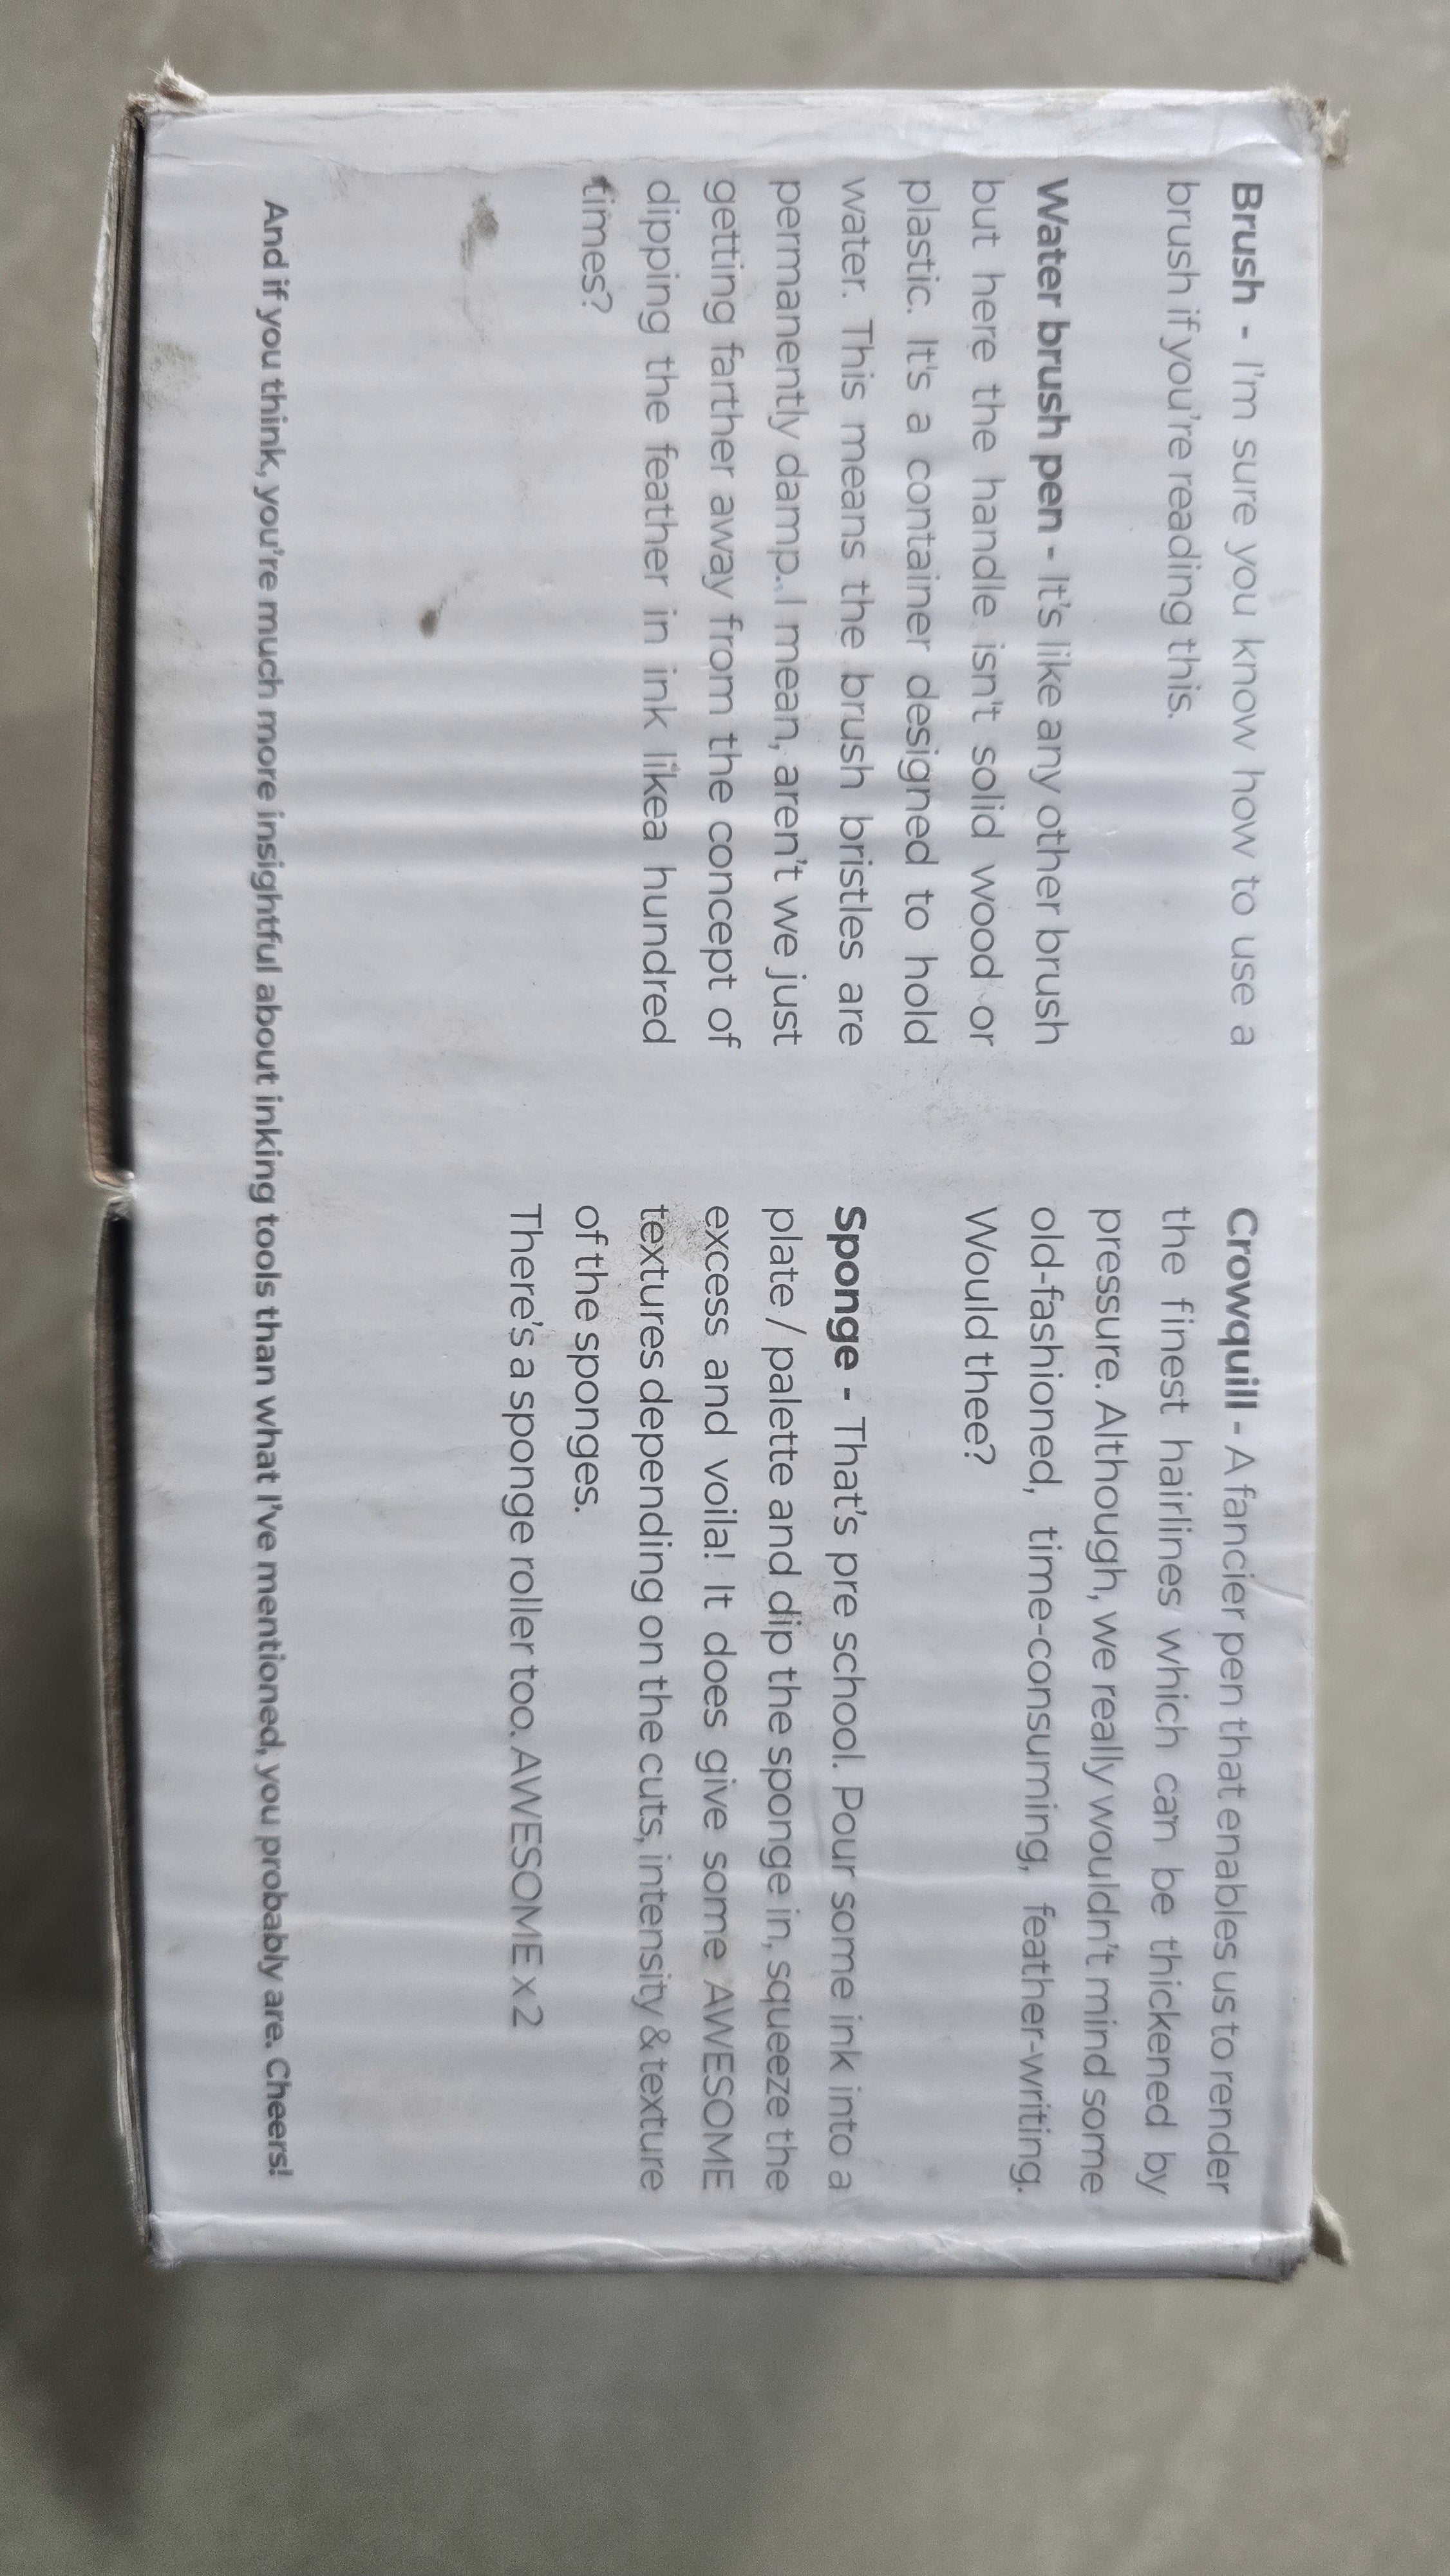 Brush - I'm sure you know how to use a
brush if you're reading this.
Water brush pen - It's like any other brush
but here the handle isn't solid wood or
plastic. It's a container designed to hold
water. This means the brush bristles are
permanently damp. I mean, aren't we just
getting farther away from the concept of
dipping the feather in ink likea hundred
times?
Crowquill - A fancier pen that enables us to render
the finest hairlines which can be thickened by
pressure. Although, we really wouldn't mind some
old-fashioned, time-consuming, feather-writing.
Would thee?
Sponge - That's pre school. Pour some ink into a
plate / palette and dip the sponge in, squeeze the
excess and voila! It does give some AWESOME
textures depending on the cuts, intensity & texture
of the sponges.
There's a sponge roller too. AWESOME x 2
And if you think, you're much more insightful about inking tools than what I've mentioned, you probably are. Cheers!